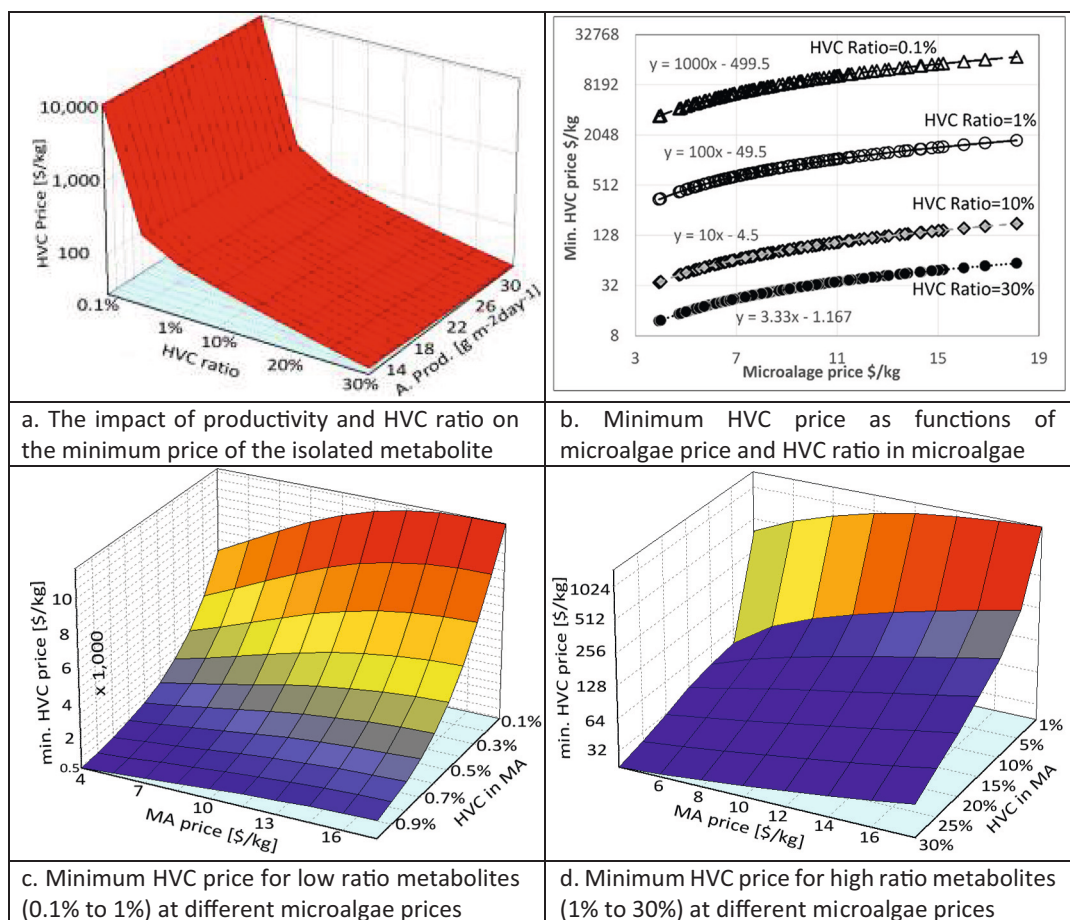 10,000
1,000
100
HVC Price [$/kg]
0.1%
1%
10%
20%
30%
HVC ratio
14
18
22
26
30
A. Prod. [g m-2day-1]
32768
8192
2048
512
128
32
8
Min. HVC price $/kg
HVC Ratio=0.1%
y = 1000x - 499.5
HVC Ratio=1%
y = 100x - 49.5
HVC Ratio=10%
y = 10x - 4.5
HVC Ratio=30%
y = 3.33x - 1.167
3 7 11 15 19
Microalage price $/kg
a. The impact of productivity and HVC ratio on
the minimum price of the isolated metabolite
b. Minimum HVC price as functions of
microalgae price and HVC ratio in microalgae
10
8
6
4
2
0.5
min. HVC price [$/kg]
x 1,000
4
7
10
13
16
MA price [$/kg]
0.1%
0.3%
0.5%
0.7%
0.9%
HVC in MA
1024
512
256
128
64
32
min. HVC price [$/kg]
6
8
10
12
14
16
MA price [$/kg]
1%
5%
10%
15%
20%
25%
30%
HVC in MA
c. Minimum HVC price for low ratio metabolites
(0.1% to 1%) at different microalgae prices
d. Minimum HVC price for high ratio metabolites
(1% to 30%) at different microalgae prices